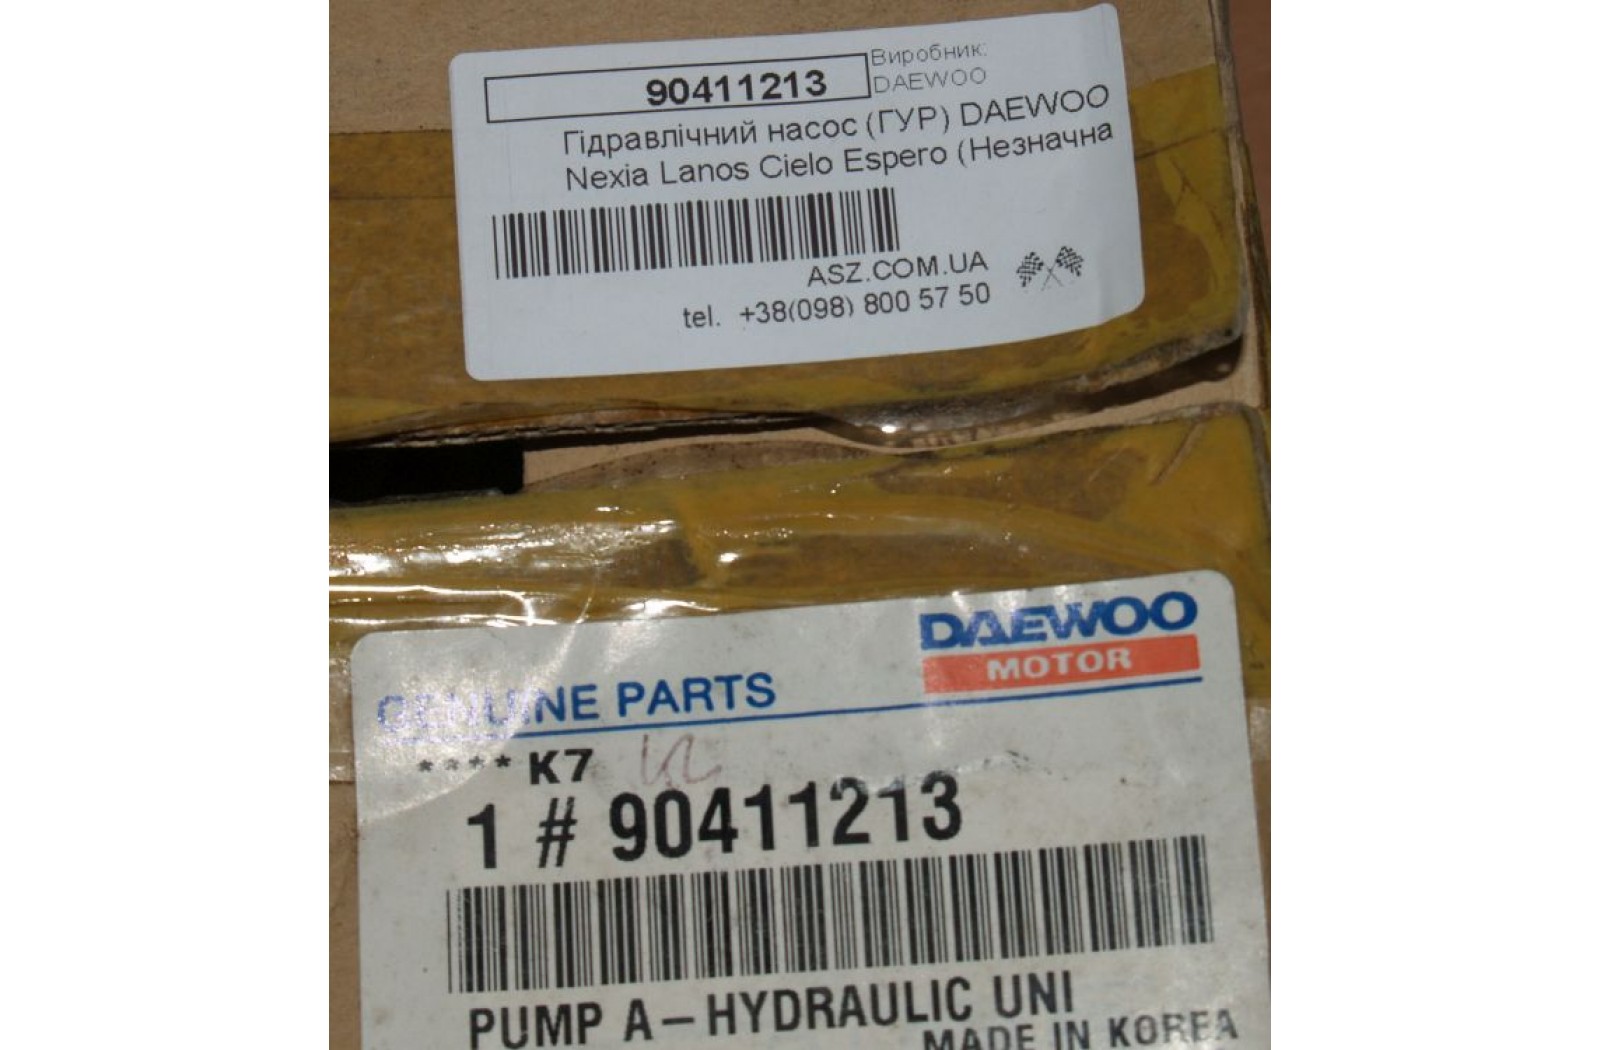 90411213
Виробник:
DAEWOO
Гідравлічний насос (ГУР) DAEWOO
Nexia Lanos Cielo Espero (Незначна
ASZ.COM.UA
tel. +38(098) 800 57 50
DAEWOO
MOTOR
GENUINE PARTS
**** K7
1 # 90411213
PUMP A-HYDRAULIC UNI
MADE IN KOREA